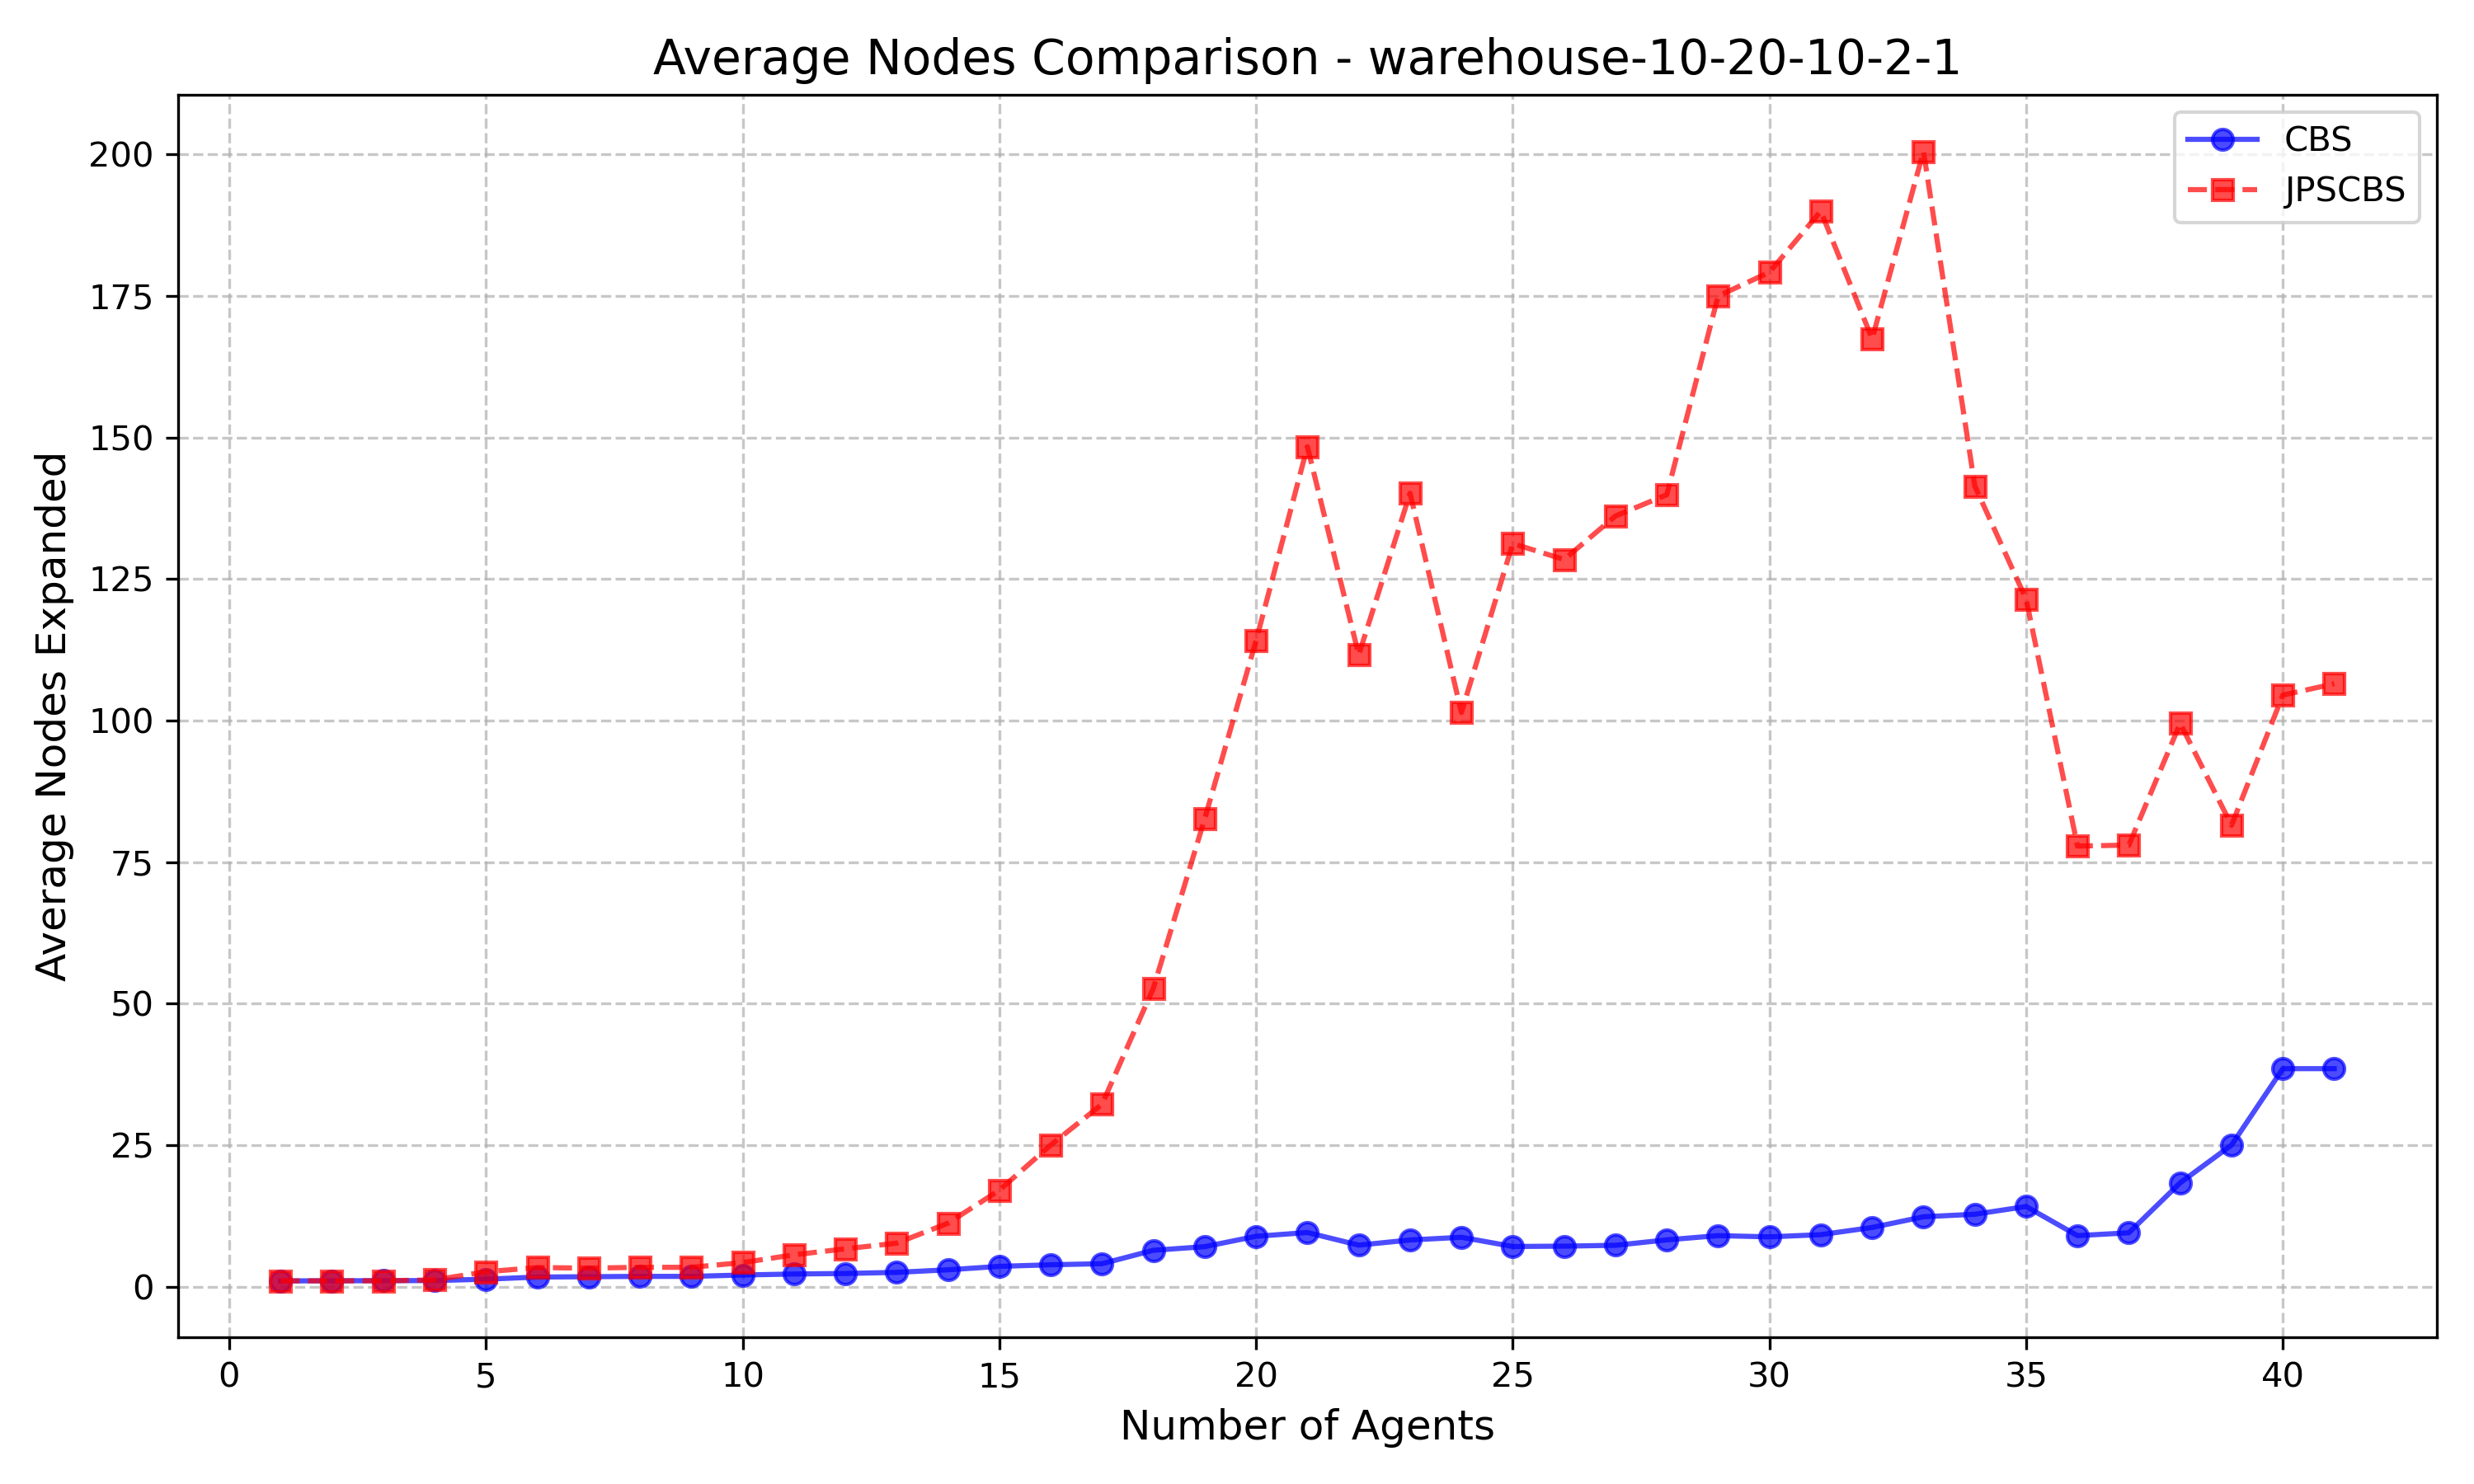 Average Nodes Comparison - warehouse-10-20-10-2-1
CBS
JPSCBS
Average Nodes Expanded
200
175
150
125
100
75
50
25
0
0 5 10 15 20 25 30 35 40
Number of Agents